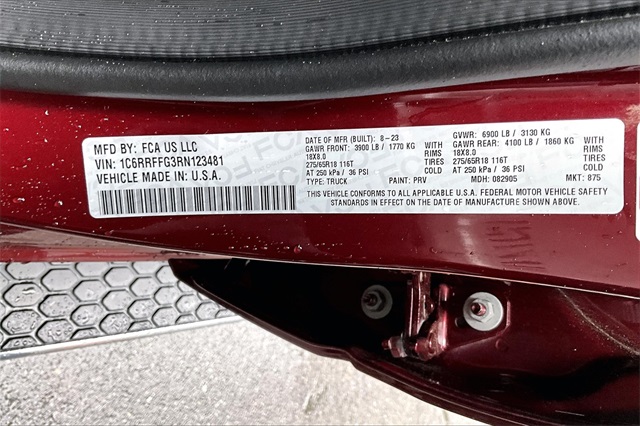 MFD BY: FCA US LLC
VIN: 1C6RRFFG3RN123481
VEHICLE MADE IN U.S.A.
DATE OF MFR (BUILT): 8-23
GAWR FRONT: 3900 LB / 1770 KG WITH
RIMS
18X8.0
TIRES
275/65R18 116T
AT 250 kPa / 36 PSI
TYPE: TRUCK
PAINT: PRV
GVWR: 6900 LB / 3130 KG
GAWR REAR: 4100 LB / 1860 KG WITH
RIMS
18X8.0
TIRES
275/65R18 116T
AT 250 kPa / 36 PSI
MDH: 082905
MKT: 875
THIS VEHICLE CONFORMS TO ALL APPLICABLE U.S.A. FEDERAL MOTOR VEHICLE SAFETY
STANDARDS IN EFFECT ON THE DATE OF MANUFACTURE SHOWN ABOVE.